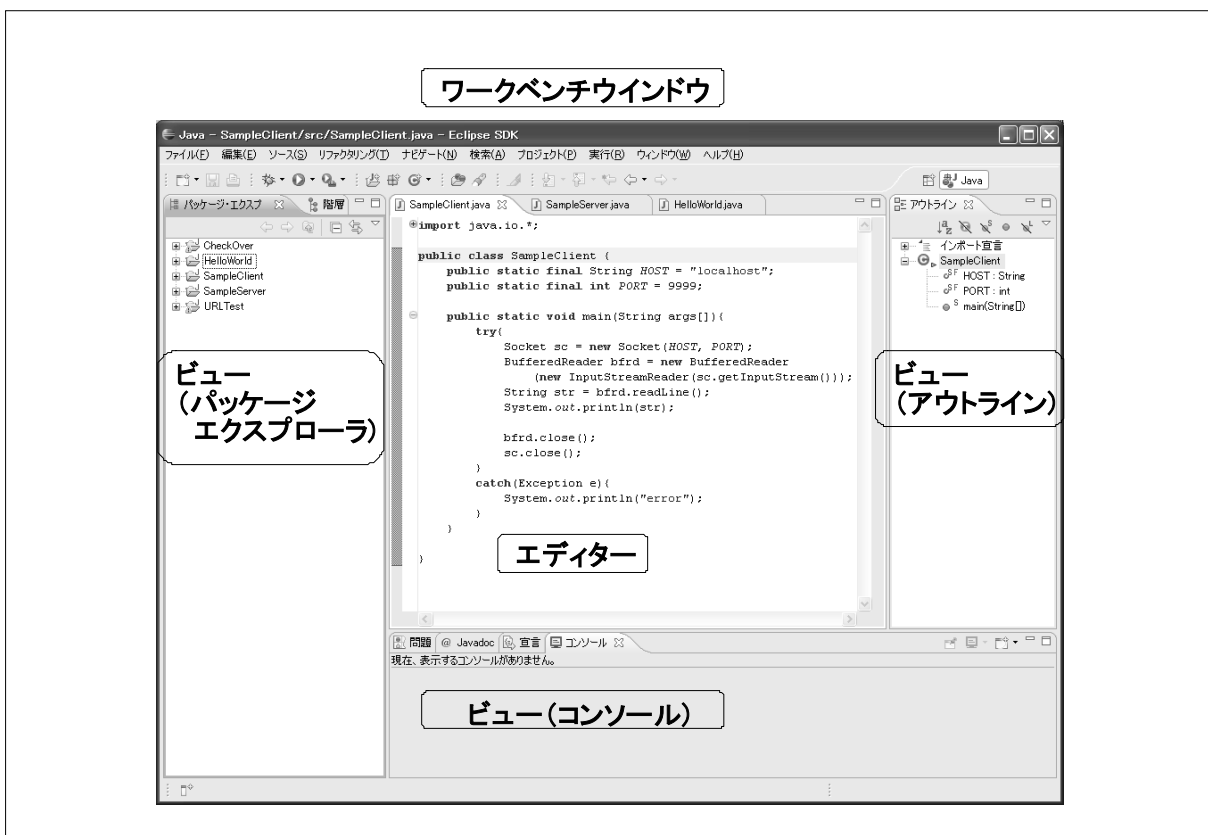 ワークベンチウインドウ
Java - SampleClient/src/SampleClient.java - Eclipse SDK
ファイル(F) 編集(E) ソース(S) リファクタリング(T) ナビゲート(N) 検索(A) プロジェクト(P) 実行(R) ウィンドウ(W) ヘルプ(H)
Java
パッケージ・エクスプ 階層
CheckOver
HelloWorld
SampleClient
SampleServer
URLTest
ビュー
(パッケージ
エクスプローラ)
SampleClient.java SampleServer.java HelloWorld.java
import java.io.*;
public class SampleClient {
public static final String HOST = "localhost";
public static final int PORT = 9999;
public static void main(String args[]){
try{
Socket sc = new Socket(HOST, PORT);
BufferedReader bfrd = new BufferedReader
(new InputStreamReader(sc.getInputStream()));
String str = bfrd.readLine();
System.out.println(str);
bfrd.close();
sc.close();
}
catch(Exception e){
System.out.println("error");
}
}
}
エディター
アウトライン
インポート宣言
SampleClient
HOST : String
PORT : int
main(String[])
ビュー
(アウトライン)
問題 @ Javadoc 宣言 コンソール
現在、表示するコンソールがありません。
ビュー(コンソール)